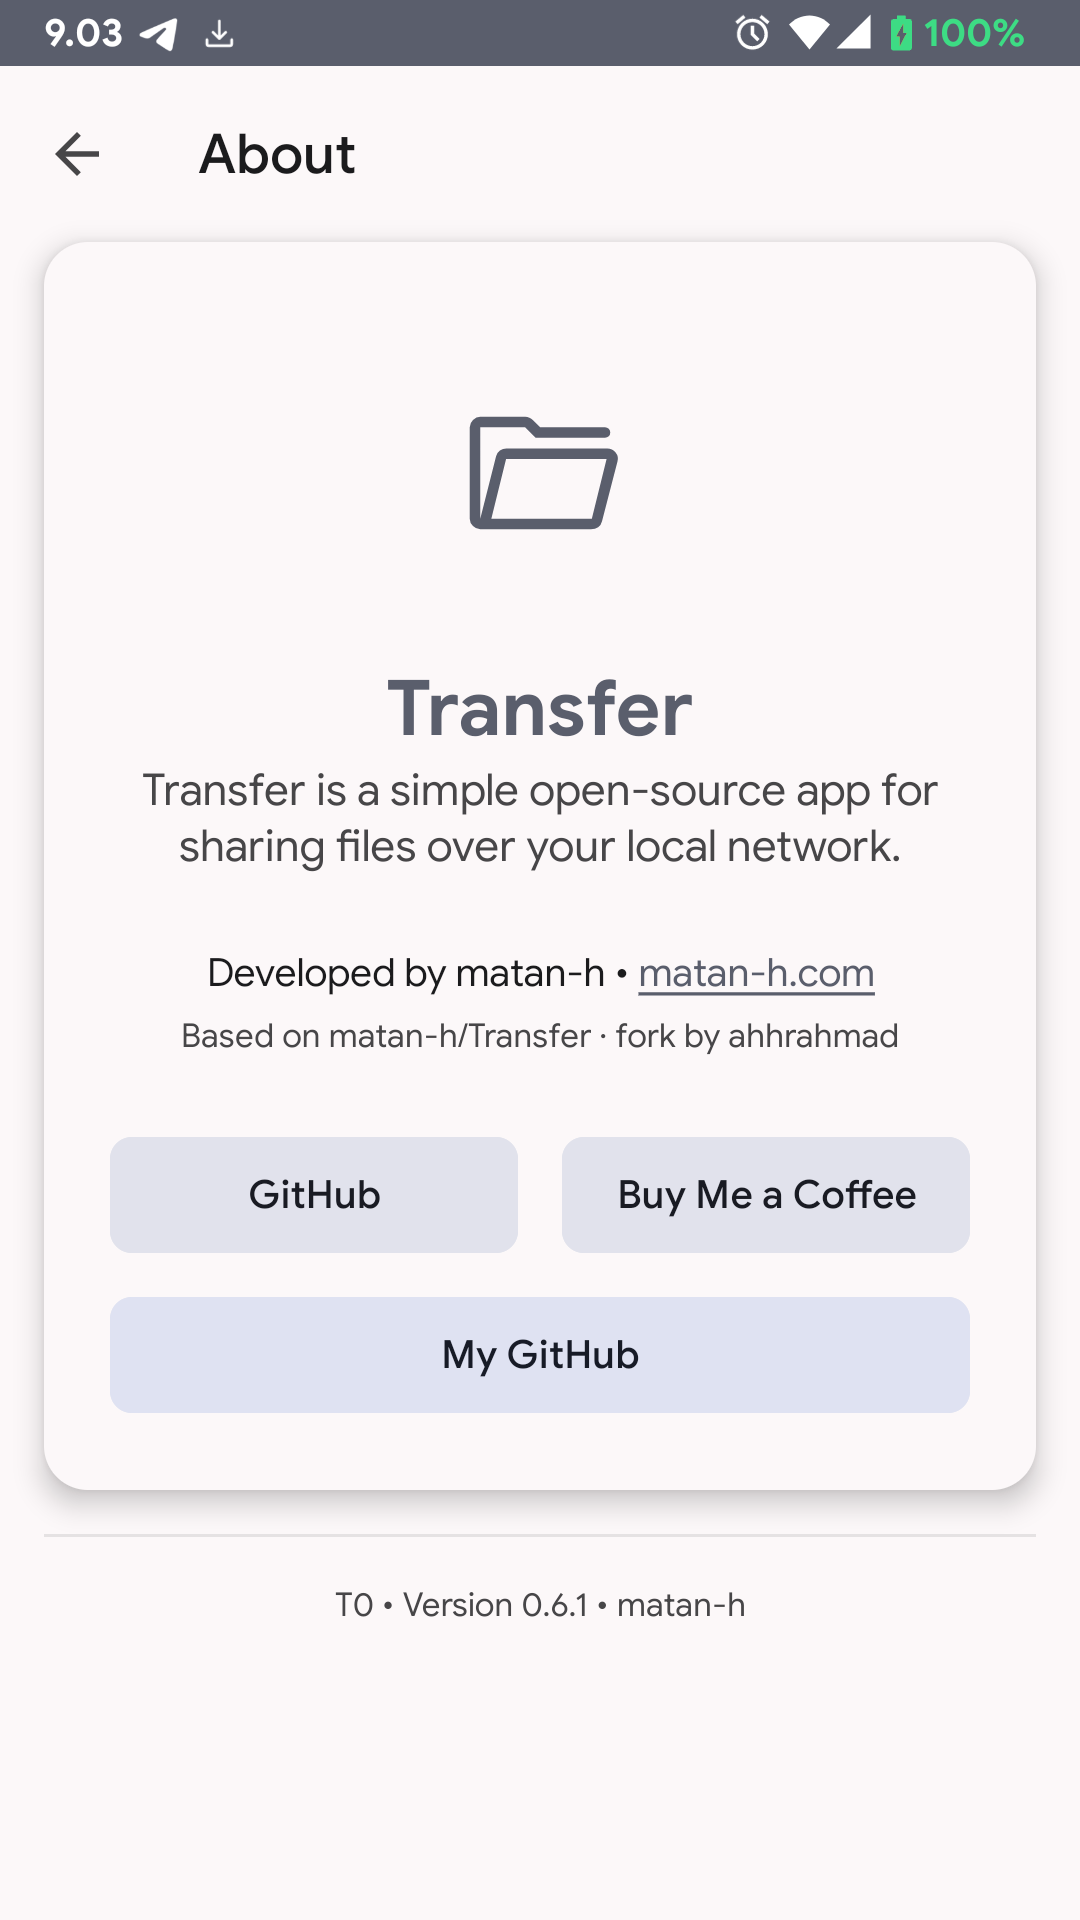 9.03
100%
About
Transfer
Transfer is a simple open-source app for
sharing files over your local network.
Developed by matan-h • matan-h.com
Based on matan-h/Transfer · fork by ahhrahmad
GitHub
Buy Me a Coffee
My GitHub
T0 • Version 0.6.1 • matan-h